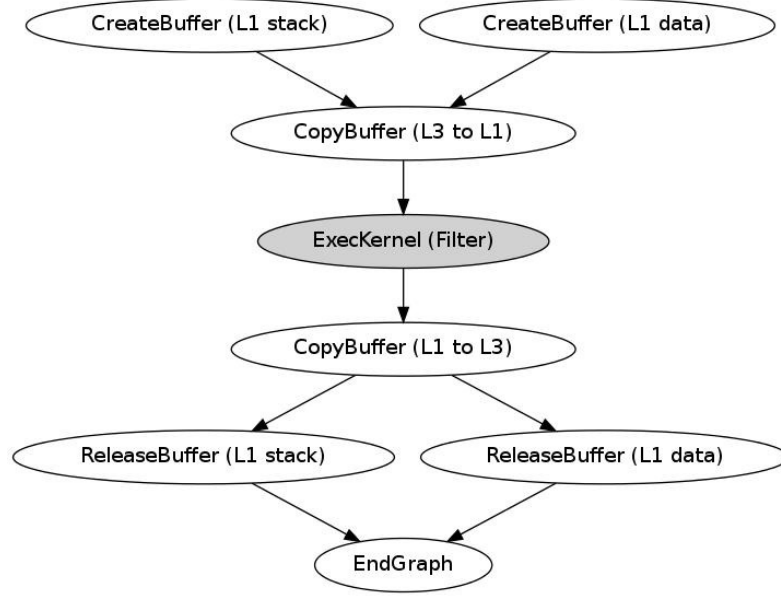 CreateBuffer (L1 stack)
CreateBuffer (L1 data)
CopyBuffer (L3 to L1)
ExecKernel (Filter)
CopyBuffer (L1 to L3)
ReleaseBuffer (L1 stack)
ReleaseBuffer (L1 data)
EndGraph